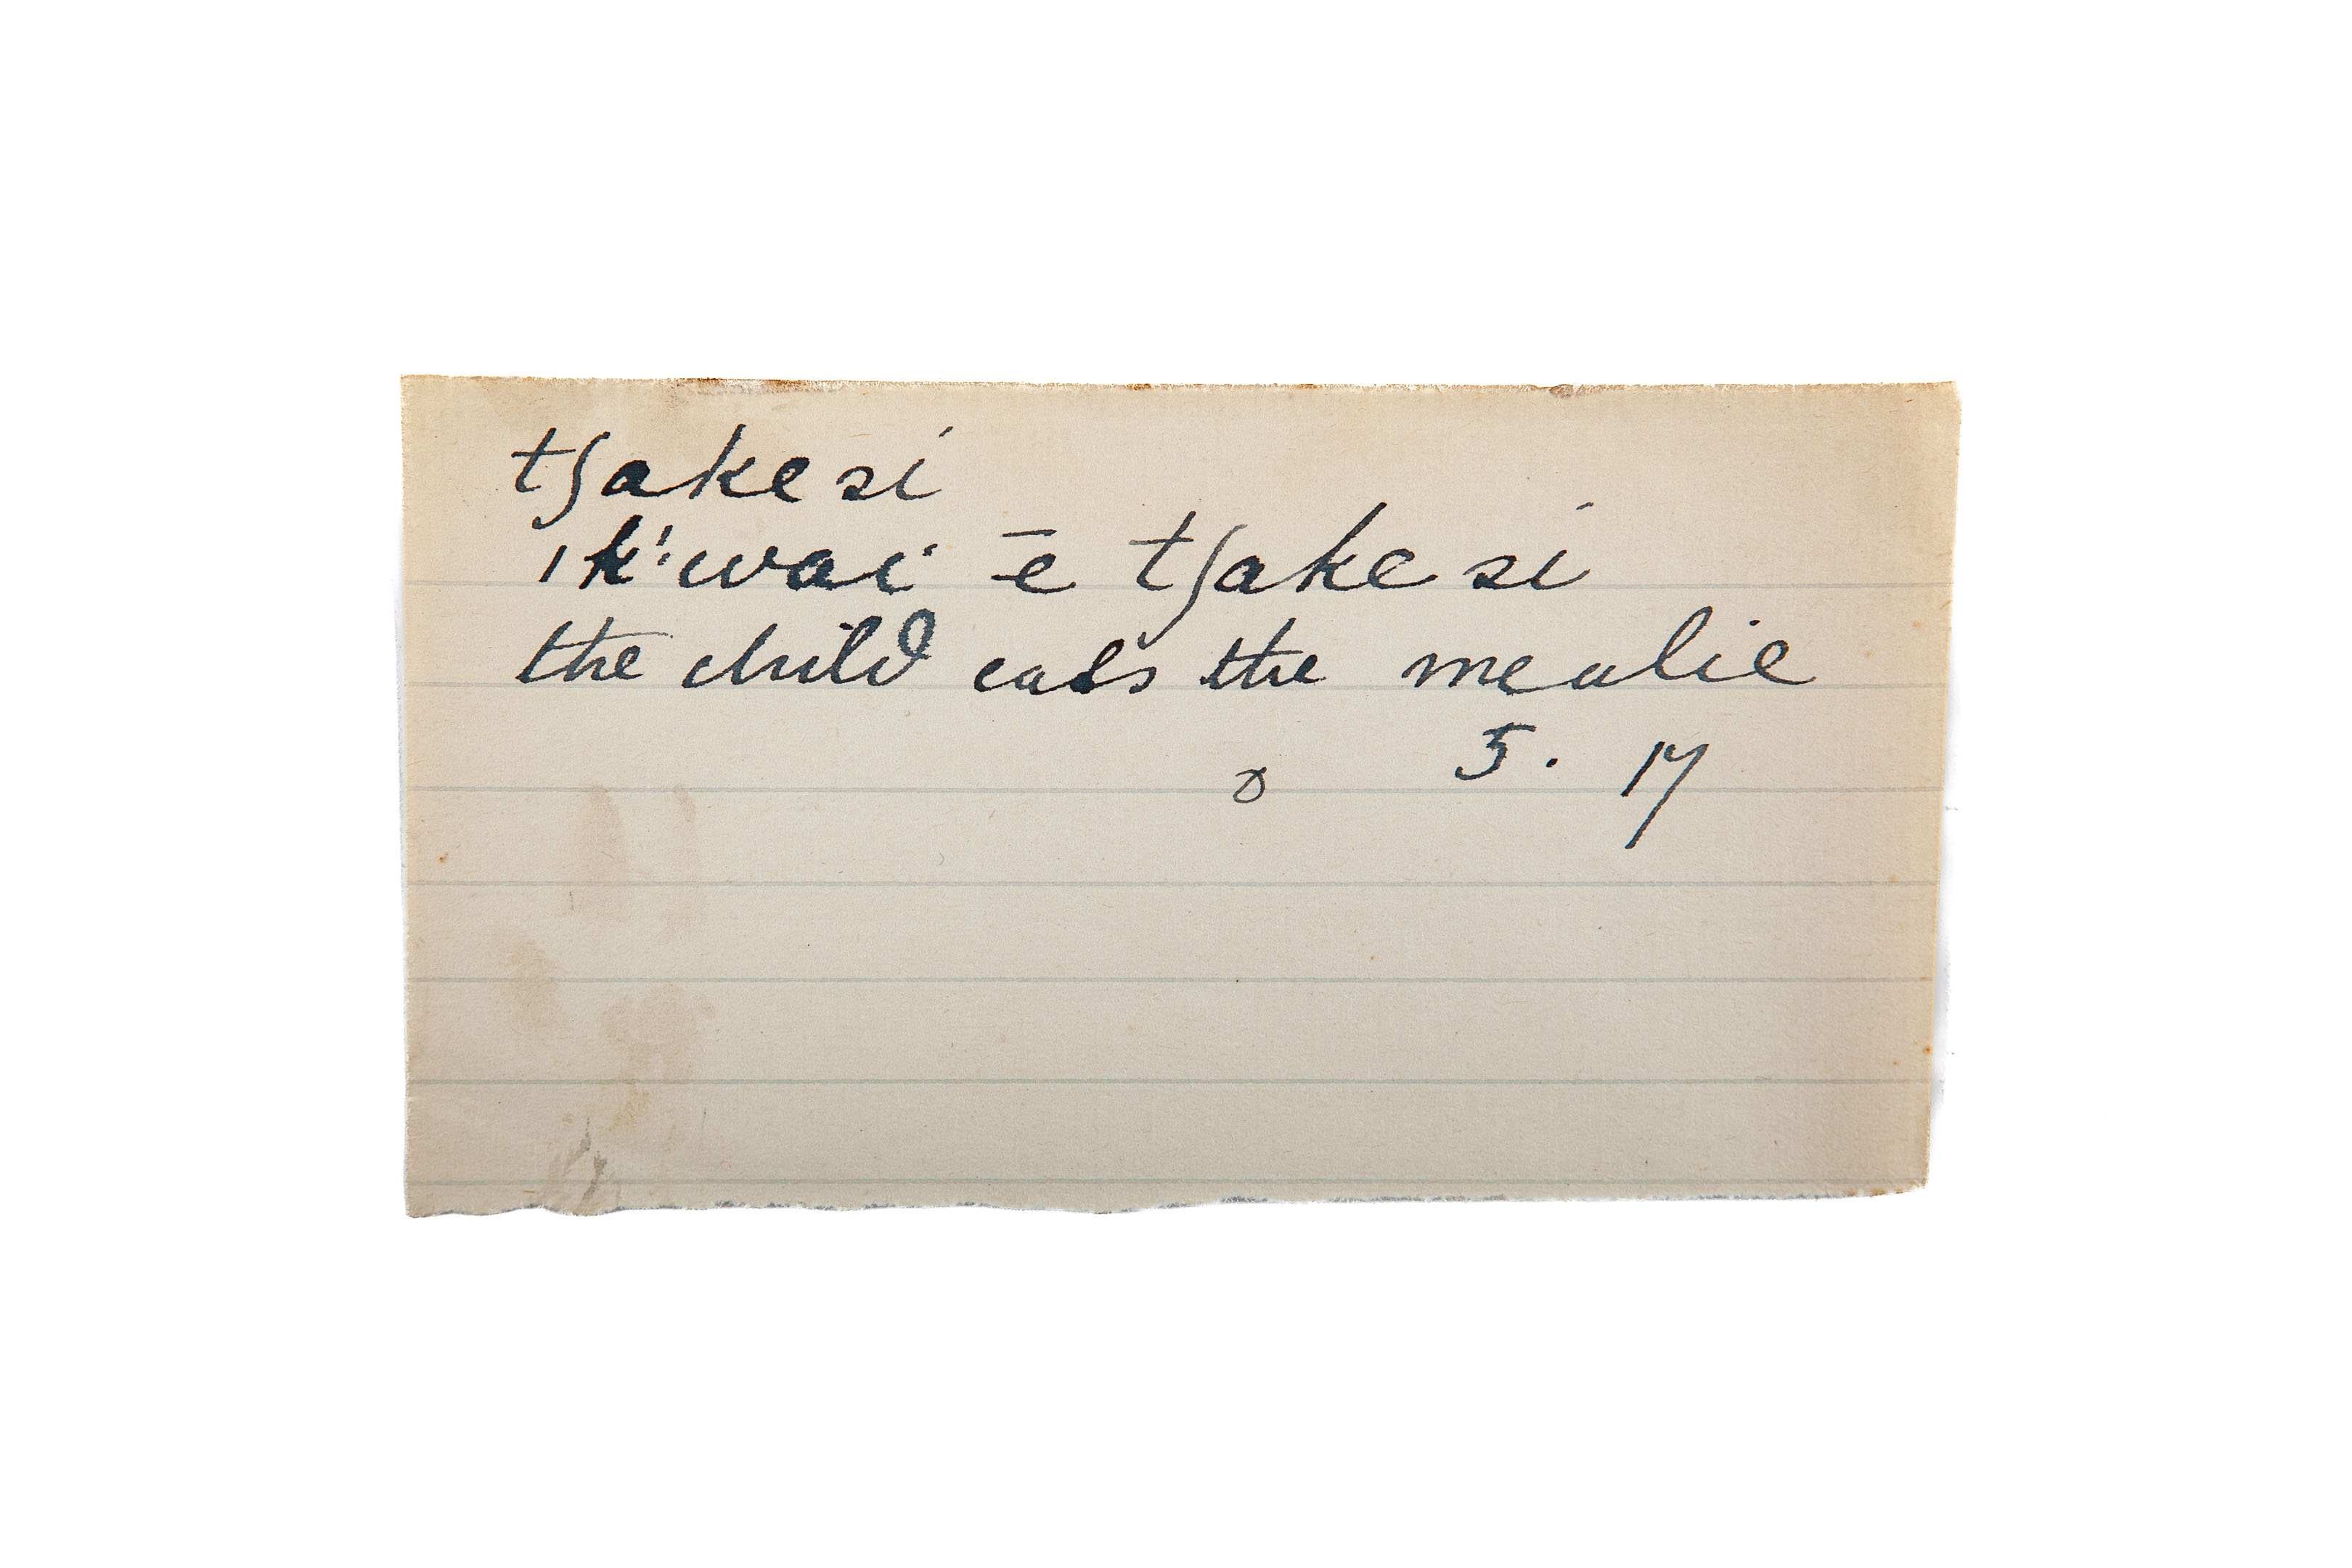 tʃakesi
ǀk'wai -e tʃakesi
the child eats the mealie
x 5. 17